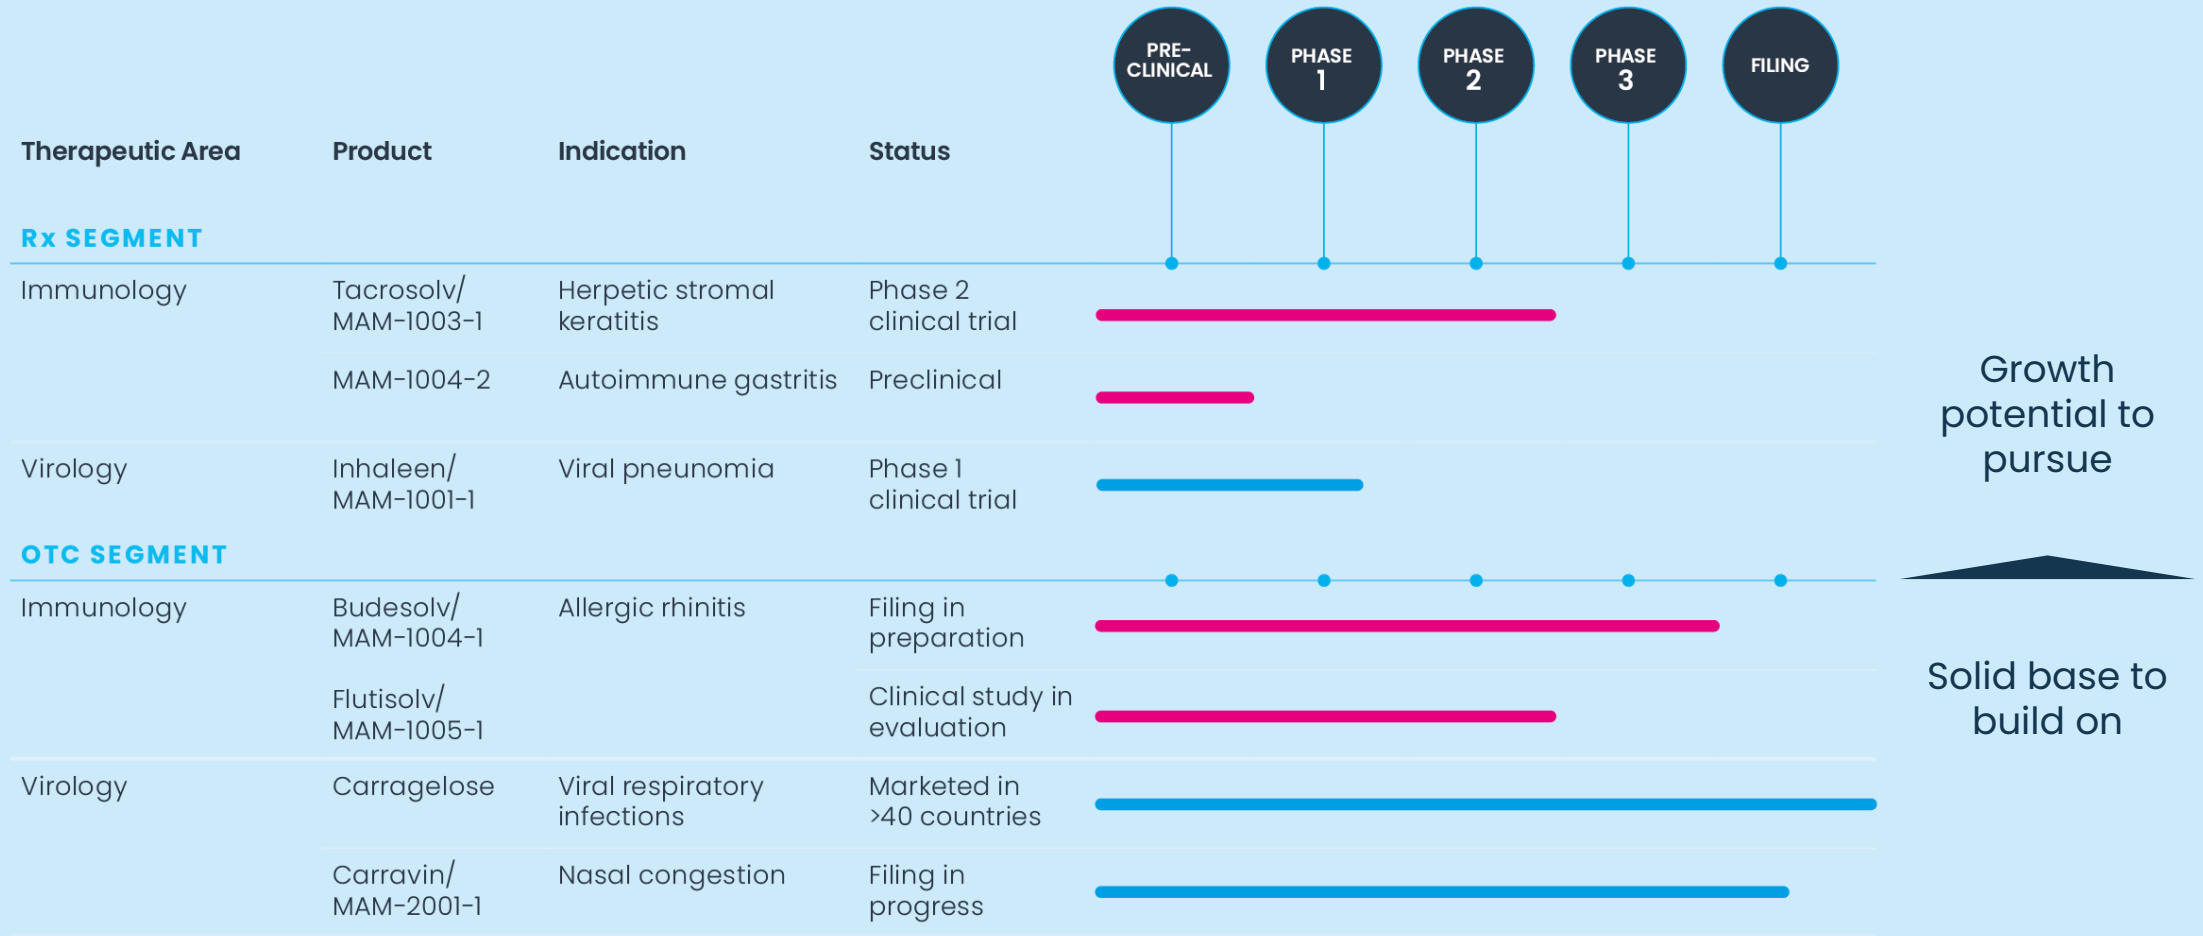 PRE-
CLINICAL
PHASE
1
PHASE
2
PHASE
3
FILING
Therapeutic Area
Product
Indication
Status
Rx SEGMENT
Immunology
Tacrosolv/
MAM-1003-1
Herpetic stromal
keratitis
Phase 2
clinical trial
MAM-1004-2
Autoimmune gastritis
Preclinical
Virology
Inhaleen/
MAM-1001-1
Viral pneunomia
Phase 1
clinical trial
Growth
potential to
pursue
OTC SEGMENT
Immunology
Budesolv/
MAM-1004-1
Allergic rhinitis
Filing in
preparation
Flutisolv/
MAM-1005-1
Clinical study in
evaluation
Solid base to
build on
Virology
Carragelose
Viral respiratory
infections
Marketed in
>40 countries
Carravin/
MAM-2001-1
Nasal congestion
Filing in
progress